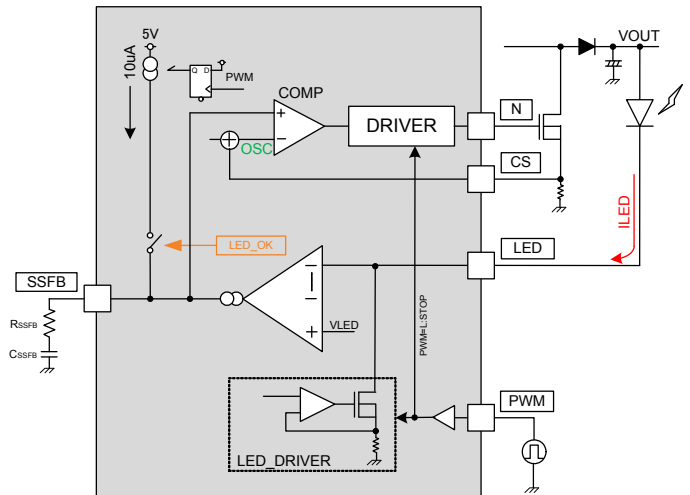 5V
10uA
Q D
PWM
COMP
+
−
OSC
DRIVER
N
VOUT
CS
ILED
LED_OK
LED
SSFB
RSSFB
CSSFB
−
−
+
VLED
PWM=L:STOP
PWM
LED_DRIVER